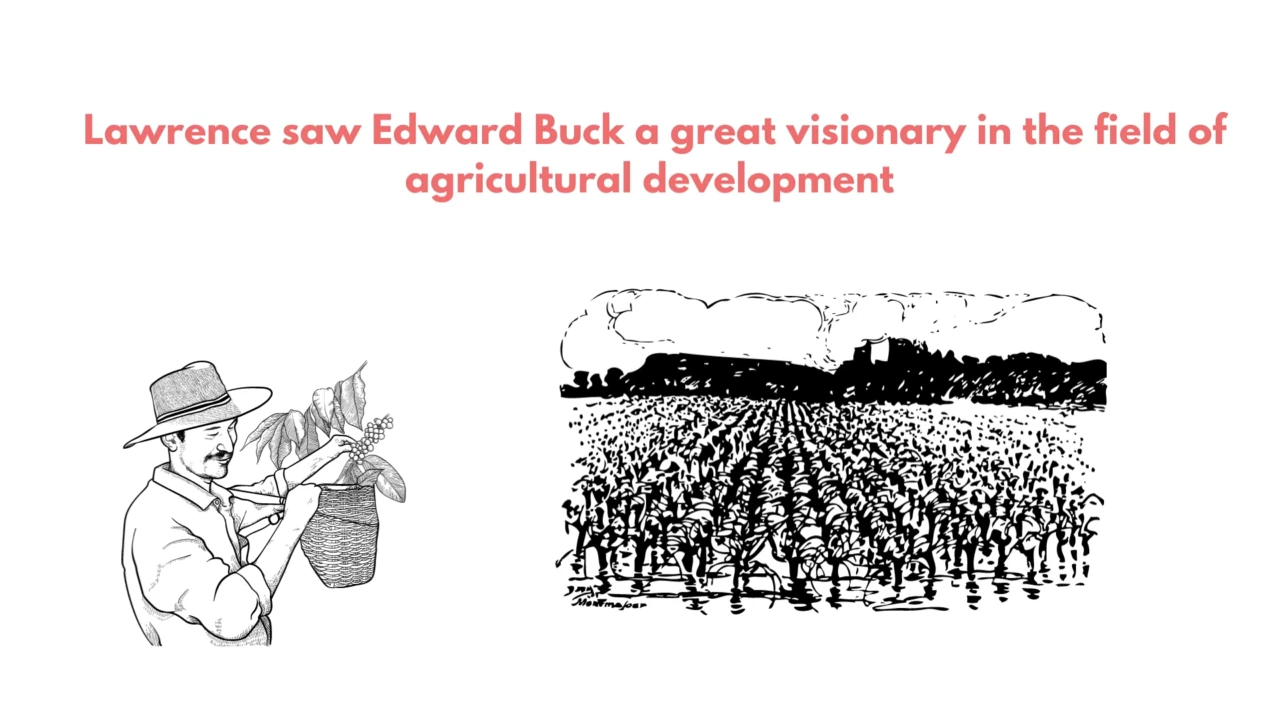 Lawrence saw Edward Buck a great visionary in the field of
agricultural development